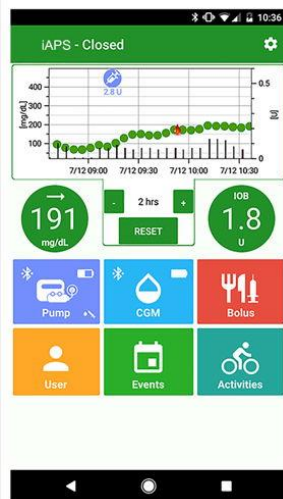 10:36
iAPS - Closed
[mg/dL]
400
300
200
100
2.8 U
0.5
0
[U]
7/12 09:00 7/12 09:30 7/12 10:00 7/12 10:30
191
mg/dL
- 2 hrs +
RESET
IOB
1.8
U
Pump CGM Bolus
User Events Activities